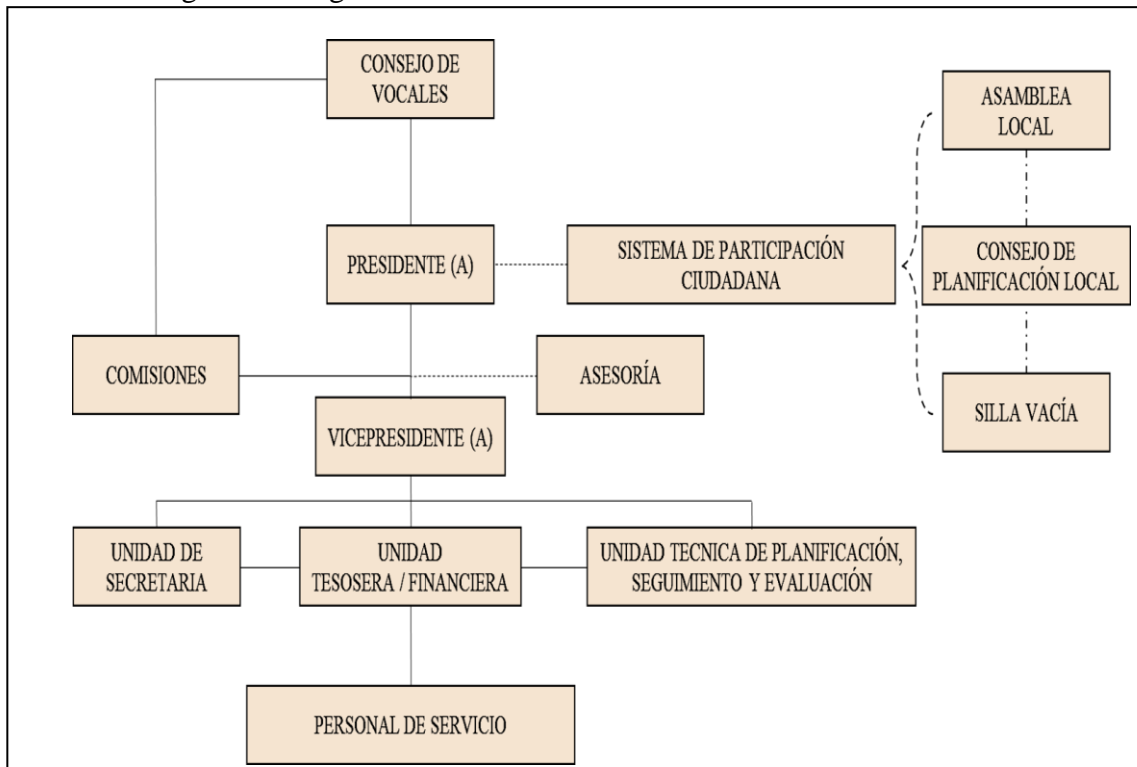 CONSEJO DE
VOCALES
ASAMBLEA
LOCAL
PRESIDENTE (A)
SISTEMA DE PARTICIPACIÓN
CIUDADANA
CONSEJO DE
PLANIFICACIÓN LOCAL
COMISIONES
ASESORÍA
SILLA VACÍA
VICEPRESIDENTE (A)
UNIDAD DE
SECRETARIA
UNIDAD
TESOSERA / FINANCIERA
UNIDAD TECNICA DE PLANIFICACIÓN,
SEGUIMIENTO Y EVALUACIÓN
PERSONAL DE SERVICIO